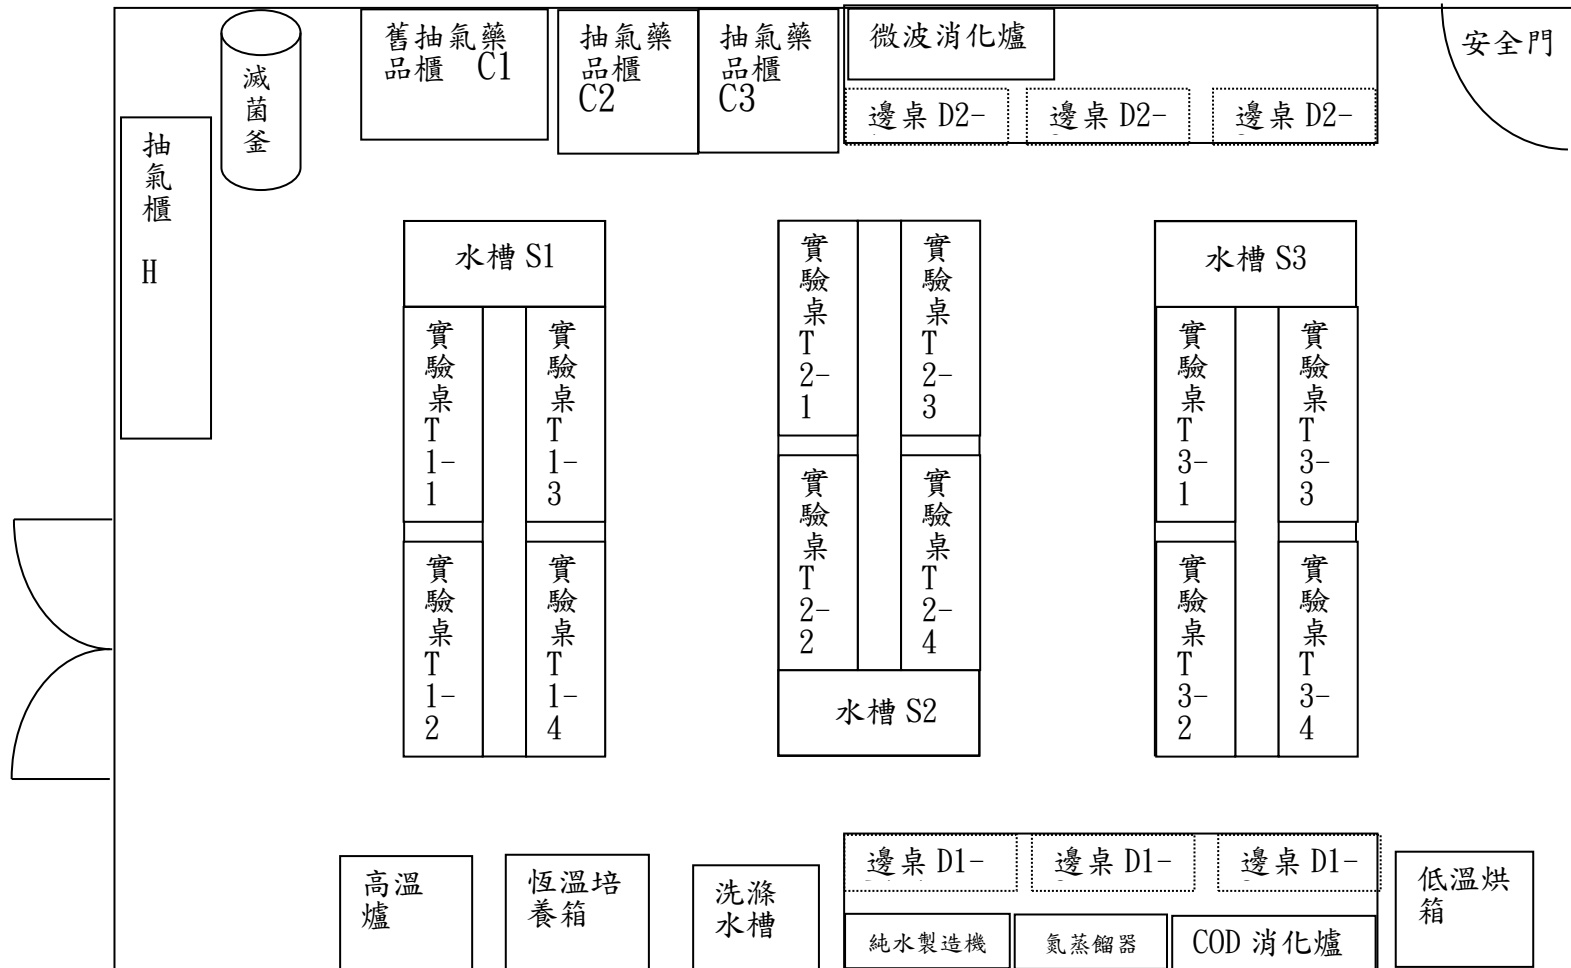 舊抽氣藥
品櫃 C1
抽氣藥
品櫃
C2
抽氣藥
品櫃
C3
微波消化爐
安全門
滅
菌
釜
邊桌 D2-
邊桌 D2-
邊桌 D2-
抽
氣
櫃
H
水槽 S1
實
驗
桌
T
1-
1
實
驗
桌
T
1-
3
實
驗
桌
T
1-
2
實
驗
桌
T
1-
4
實
驗
桌
T
2-
1
實
驗
桌
T
2-
3
實
驗
桌
T
2-
2
實
驗
桌
T
2-
4
水槽 S2
水槽 S3
實
驗
桌
T
3-
1
實
驗
桌
T
3-
3
實
驗
桌
T
3-
2
實
驗
桌
T
3-
4
高溫
爐
恆溫培
養箱
洗滌
水槽
邊桌 D1-
邊桌 D1-
邊桌 D1-
純水製造機
氮蒸餾器
COD 消化爐
低溫烘
箱